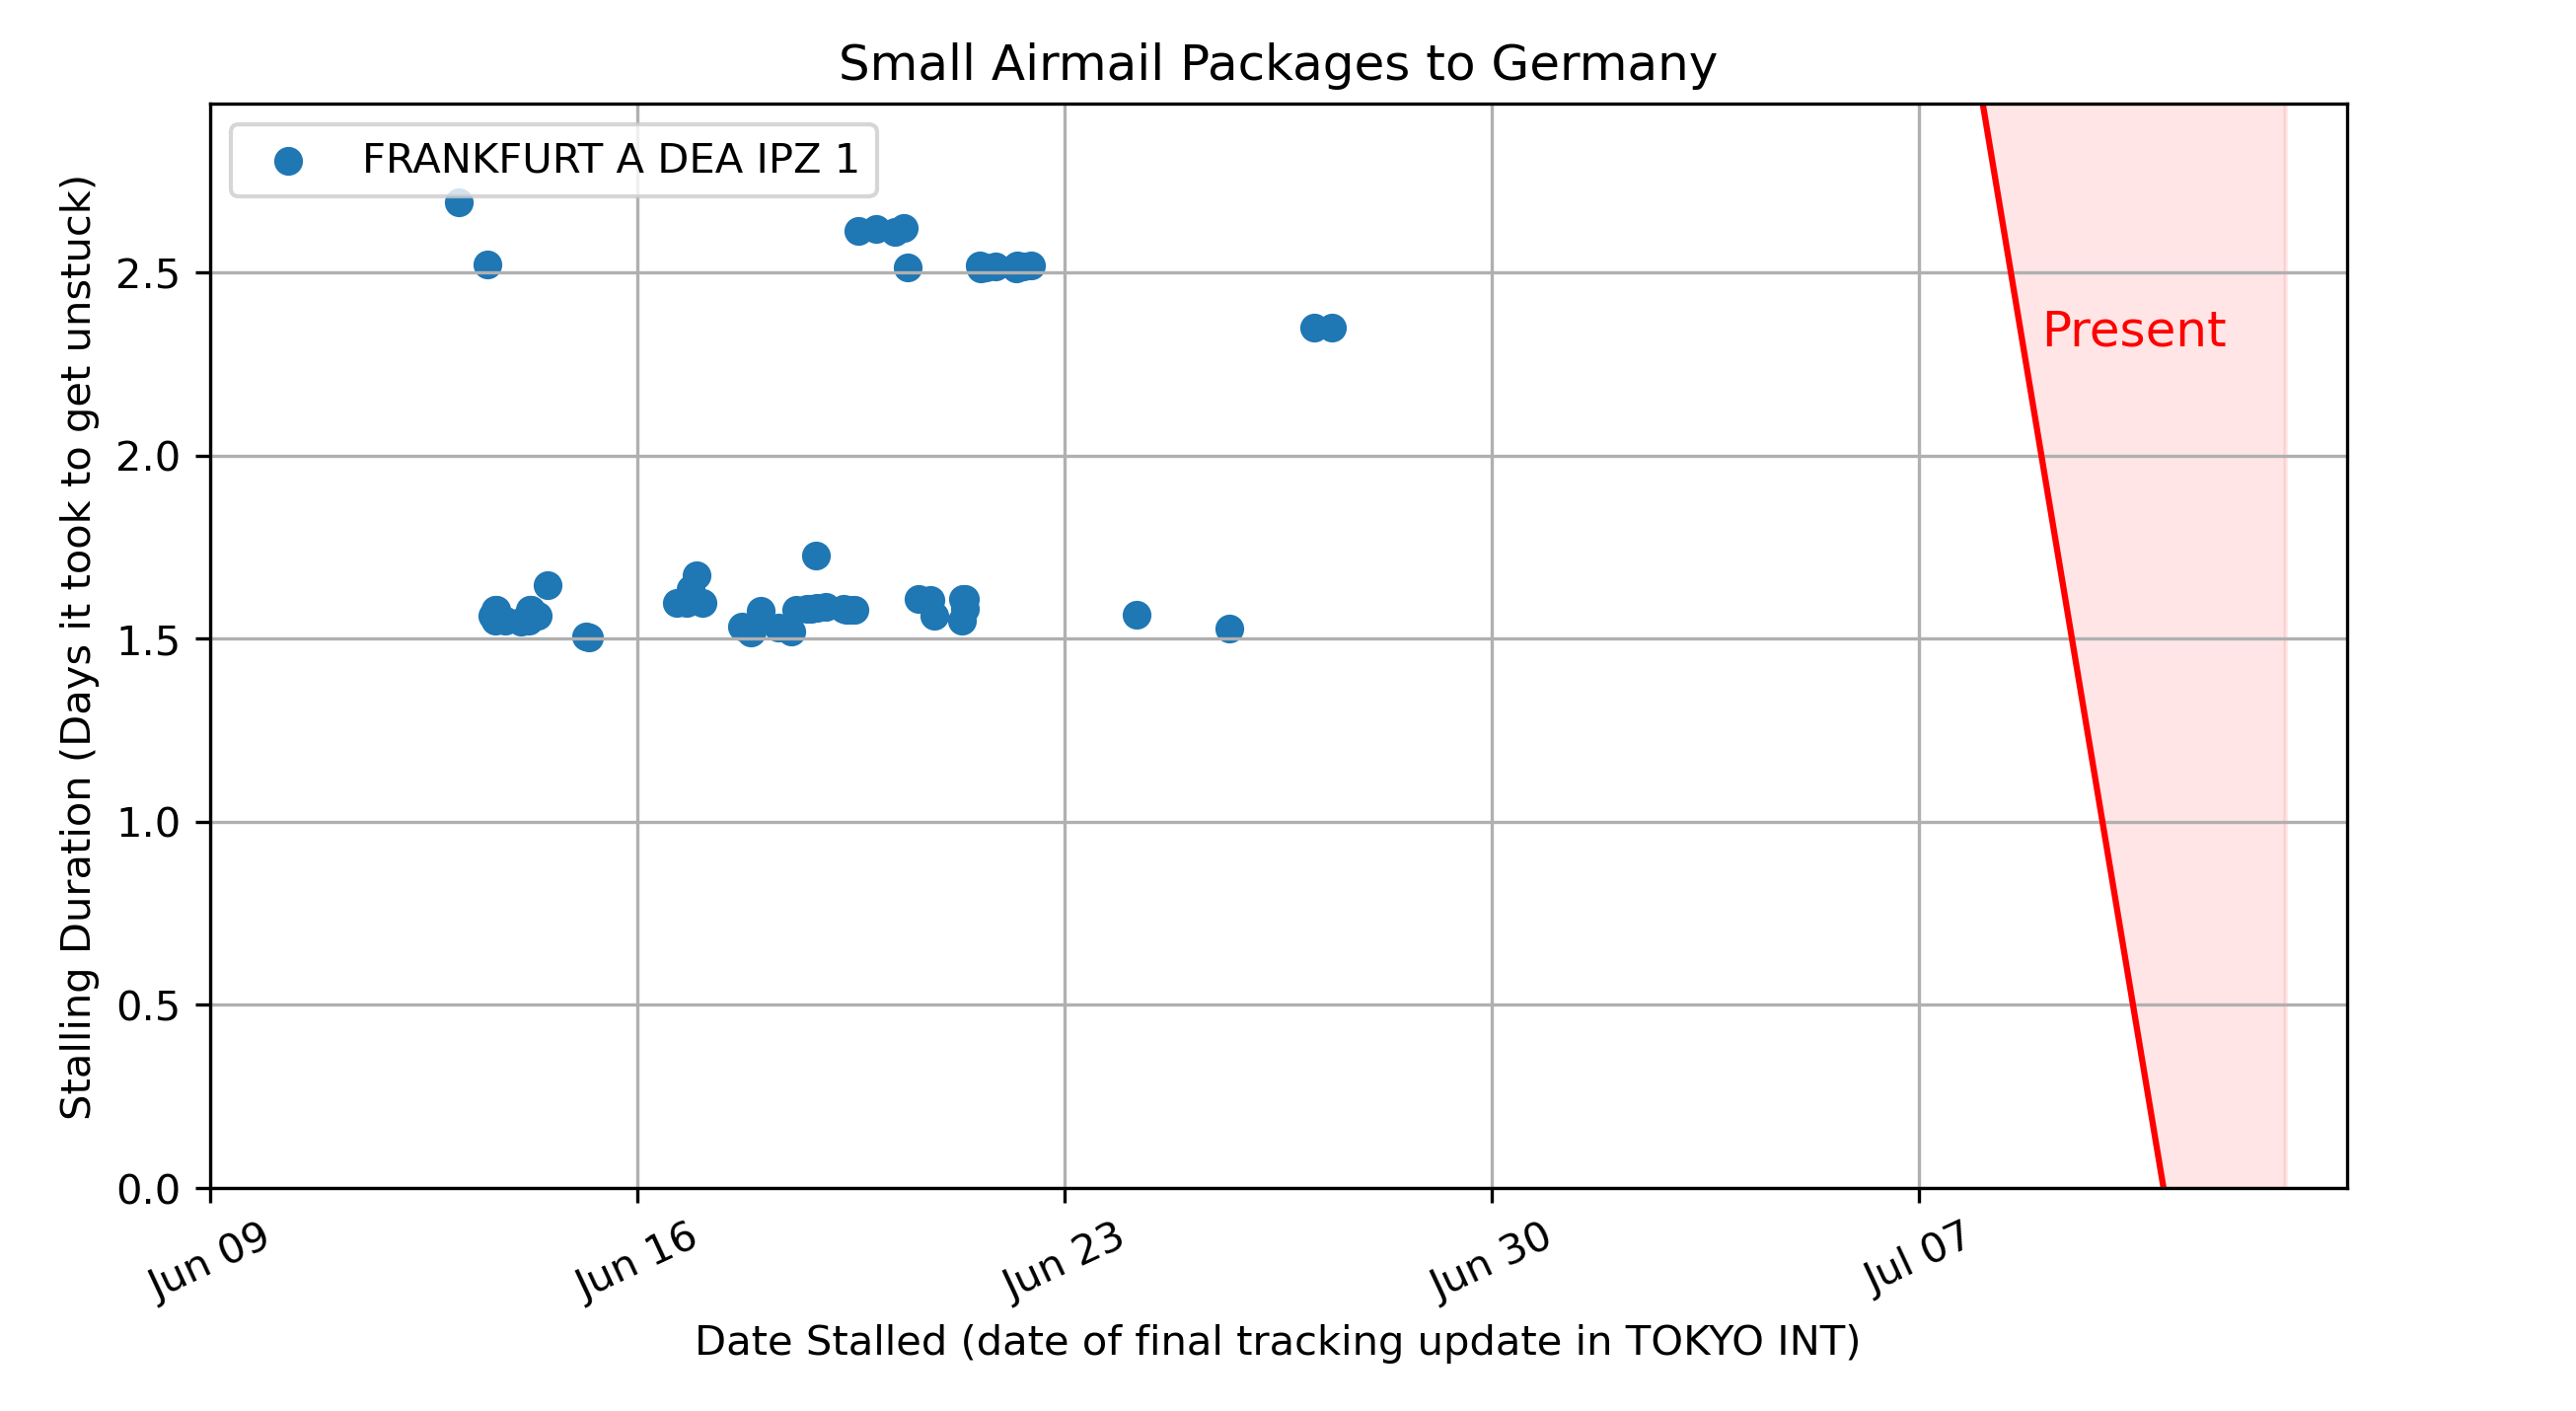 Small Airmail Packages to Germany
FRANKFURT A DEA IPZ 1
Stalling Duration (Days it took to get unstuck)
2.5
2.0
1.5
1.0
0.5
0.0
Present
Jun 09
Jun 16
Jun 23
Jun 30
Jul 07
Date Stalled (date of final tracking update in TOKYO INT)